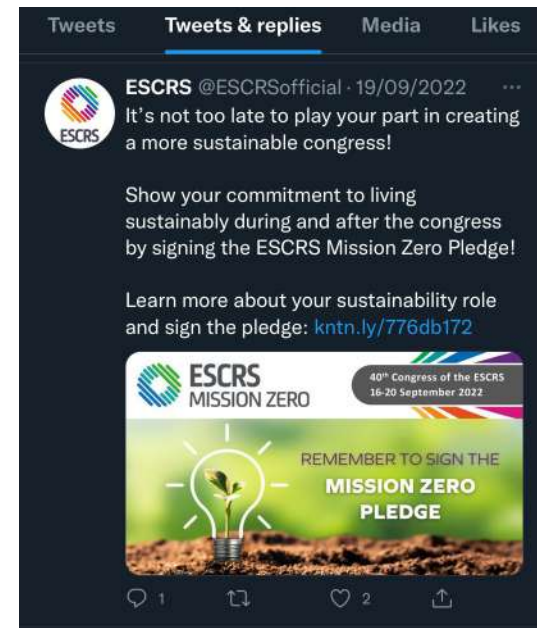 Tweets Tweets & replies Media Likes
ESCRS @ESCRSofficial · 19/09/2022 ...
ESCRS
It's not too late to play your part in creating
a more sustainable congress!
Show your commitment to living
sustainably during and after the congress
by signing the ESCRS Mission Zero Pledge!
Learn more about your sustainability role
and sign the pledge: kntn.ly/776db172
ESCRS
MISSION ZERO
40th Congress of the ESCRS
16-20 September 2022
REMEMBER TO SIGN THE
MISSION ZERO
PLEDGE
1 2